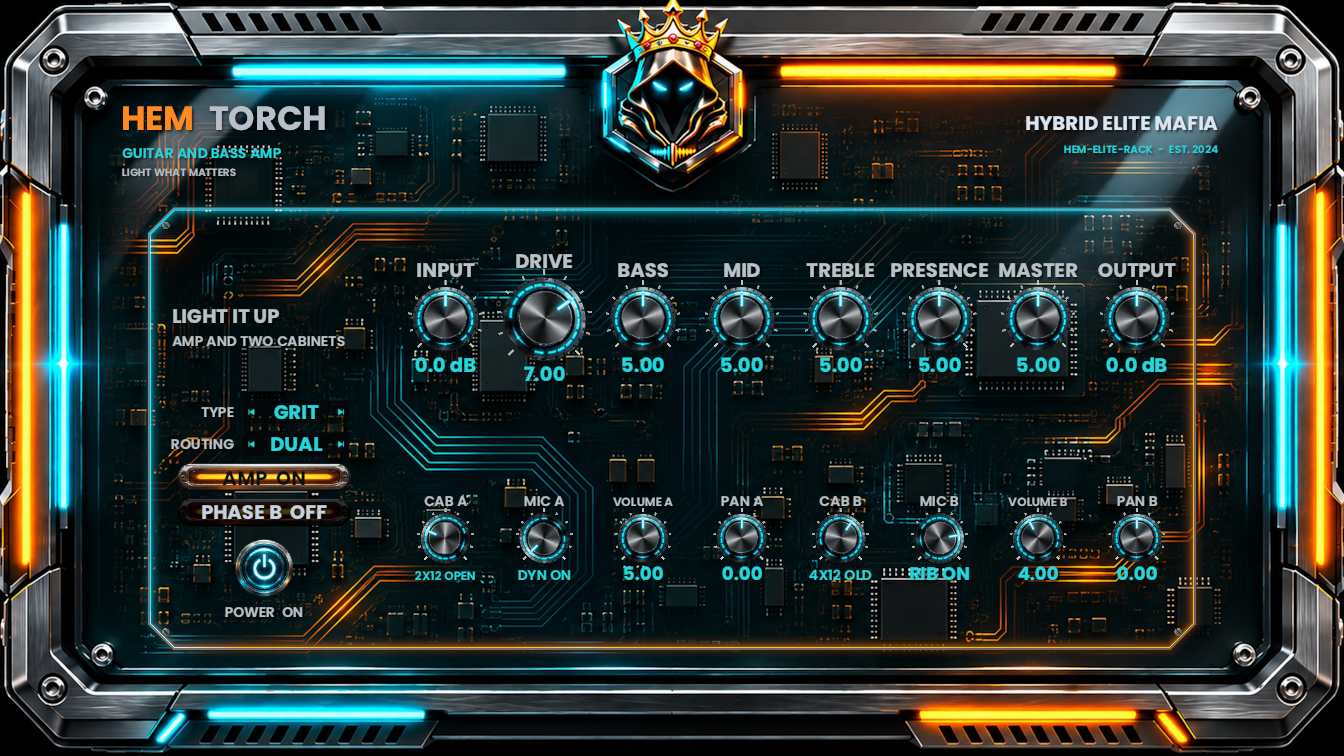 HEM TORCH
GUITAR AND BASS AMP
LIGHT WHAT MATTERS
HYBRID ELITE MAFIA
HEM-ELITE-RACK - EST. 2024
INPUT DRIVE BASS MID TREBLE PRESENCE MASTER OUTPUT
0.0 dB 7.00 5.00 5.00 5.00 5.00 5.00 0.0 dB
LIGHT IT UP
AMP AND TWO CABINETS
TYPE GRIT
ROUTING DUAL
AMP ON
PHASE B OFF
POWER ON
CAB A MIC A VOLUME A PAN A CAB B MIC B VOLUME B PAN B
2X12 OPEN DYN ON 5.00 0.00 4X12 OLD RIB ON 4.00 0.00